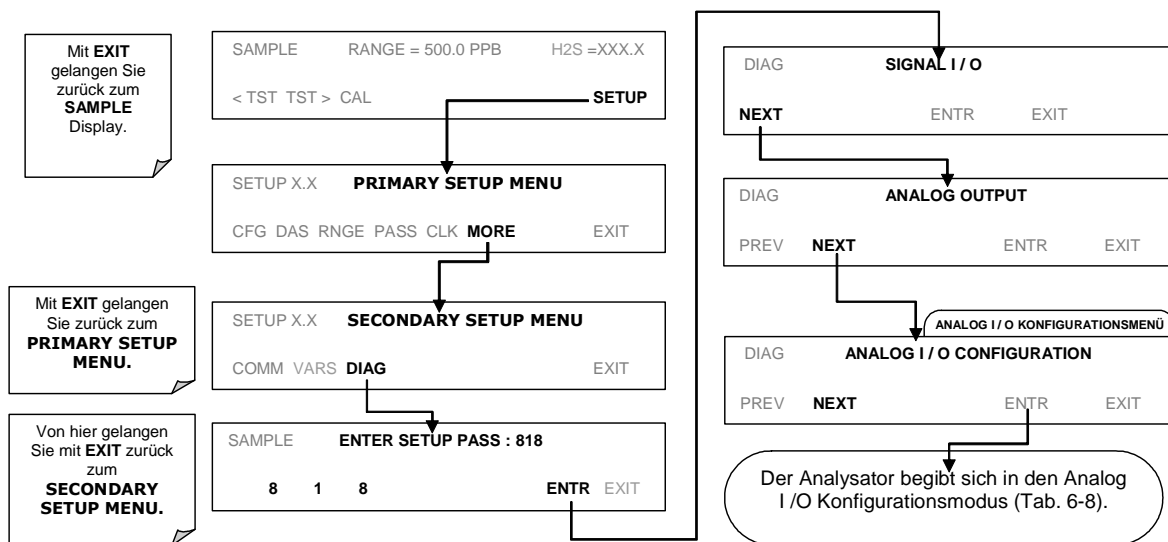 Mit EXIT
gelangen Sie
zurück zum
SAMPLE
Display.
SAMPLE RANGE = 500.0 PPB H2S =XXX.X
< TST TST > CAL SETUP
SETUP X.X PRIMARY SETUP MENU
CFG DAS RNGE PASS CLK MORE EXIT
Mit EXIT gelangen
Sie zurück zum
PRIMARY SETUP
MENU.
SETUP X.X SECONDARY SETUP MENU
COMM VARS DIAG EXIT
Von hier gelangen
Sie mit EXIT zurück
zum
SECONDARY
SETUP MENU.
SAMPLE ENTER SETUP PASS : 818
8 1 8 ENTR EXIT
DIAG SIGNAL I / O
NEXT ENTR EXIT
DIAG ANALOG OUTPUT
PREV NEXT ENTR EXIT
ANALOG I / O KONFIGURATIONSMENÜ
DIAG ANALOG I / O CONFIGURATION
PREV NEXT ENTR EXIT
Der Analysator begibt sich in den Analog
I /O Konfigurationsmodus (Tab. 6-8).